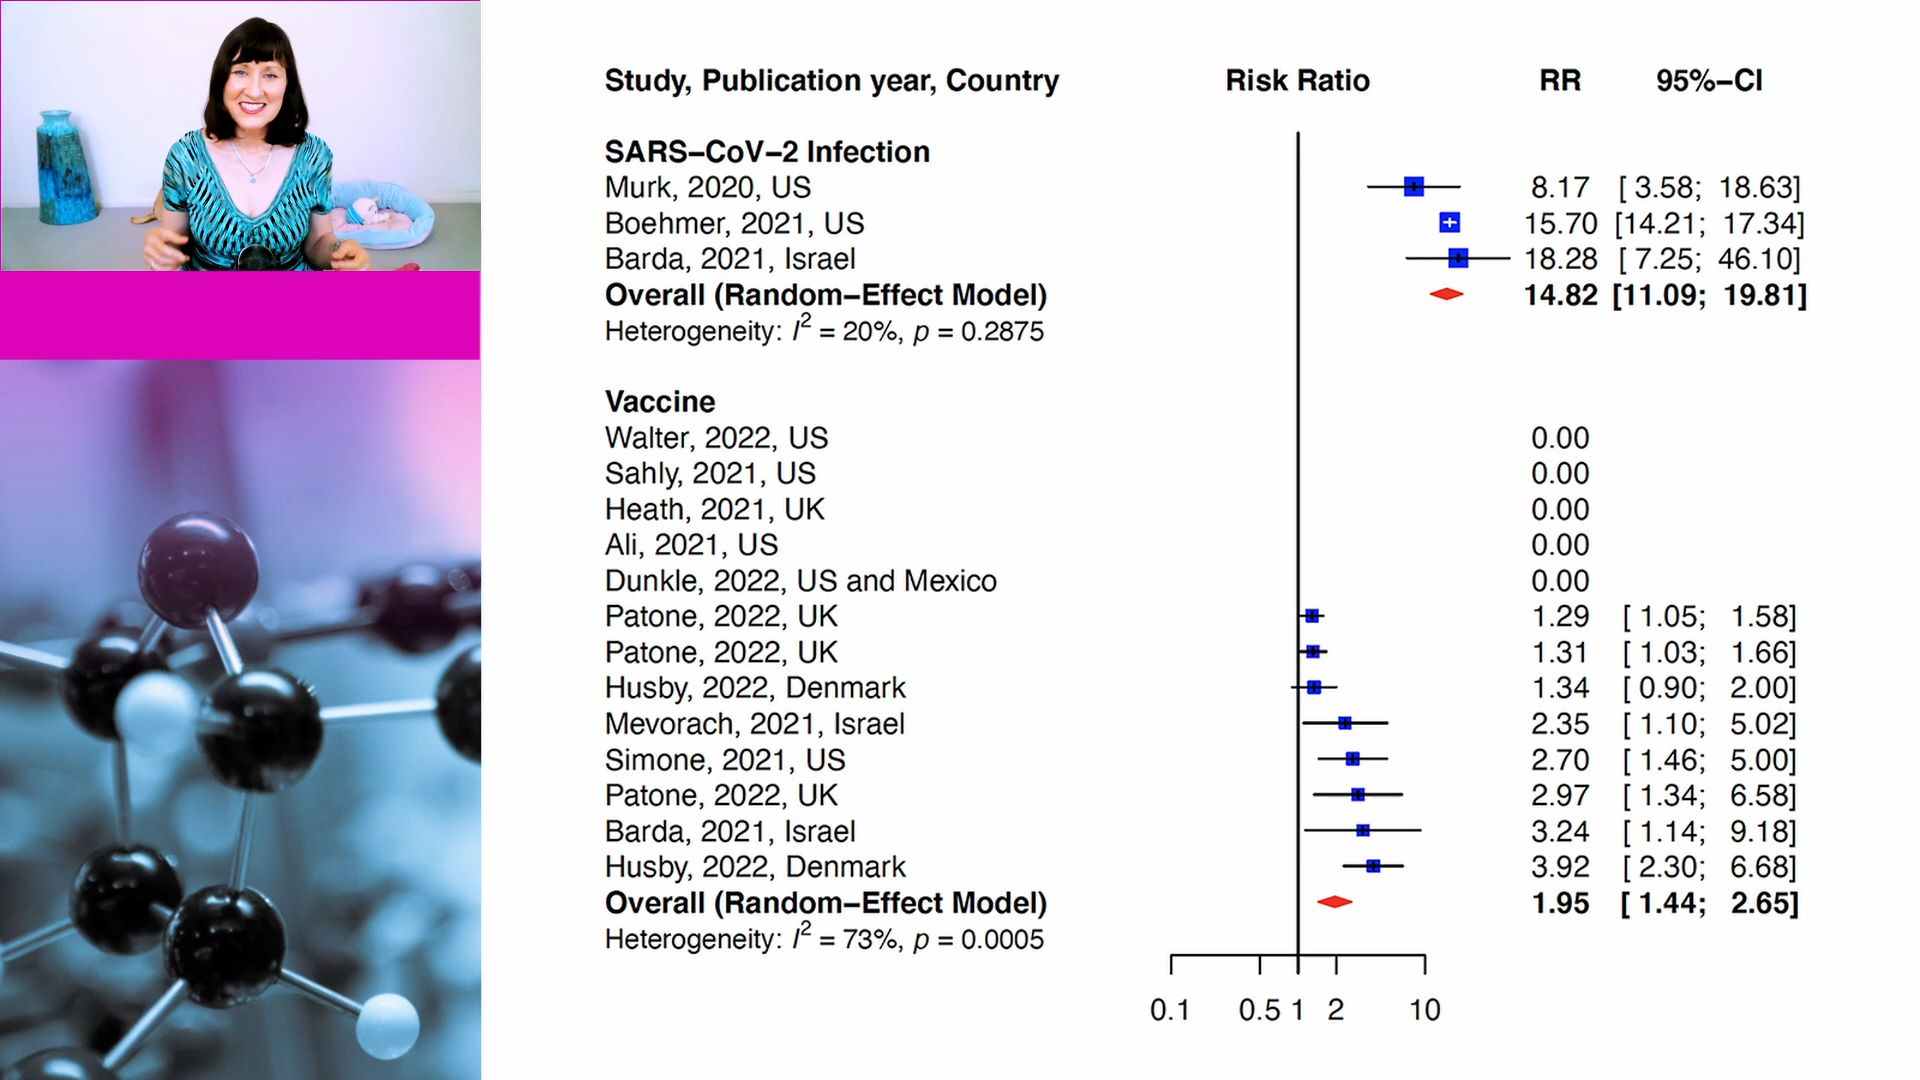 Study, Publication year, Country Risk Ratio RR 95%–CI
SARS–CoV–2 Infection
Murk, 2020, US 8.17 [ 3.58; 18.63]
Boehmer, 2021, US 15.70 [14.21; 17.34]
Barda, 2021, Israel 18.28 [ 7.25; 46.10]
Overall (Random–Effect Model) 14.82 [11.09; 19.81]
Heterogeneity: I² = 20%, p = 0.2875
Vaccine
Walter, 2022, US 0.00
Sahly, 2021, US 0.00
Heath, 2021, UK 0.00
Ali, 2021, US 0.00
Dunkle, 2022, US and Mexico 0.00
Patone, 2022, UK 1.29 [ 1.05; 1.58]
Patone, 2022, UK 1.31 [ 1.03; 1.66]
Husby, 2022, Denmark 1.34 [ 0.90; 2.00]
Mevorach, 2021, Israel 2.35 [ 1.10; 5.02]
Simone, 2021, US 2.70 [ 1.46; 5.00]
Patone, 2022, UK 2.97 [ 1.34; 6.58]
Barda, 2021, Israel 3.24 [ 1.14; 9.18]
Husby, 2022, Denmark 3.92 [ 2.30; 6.68]
Overall (Random–Effect Model) 1.95 [ 1.44; 2.65]
Heterogeneity: I² = 73%, p = 0.0005
0.1 0.5 1 2 10